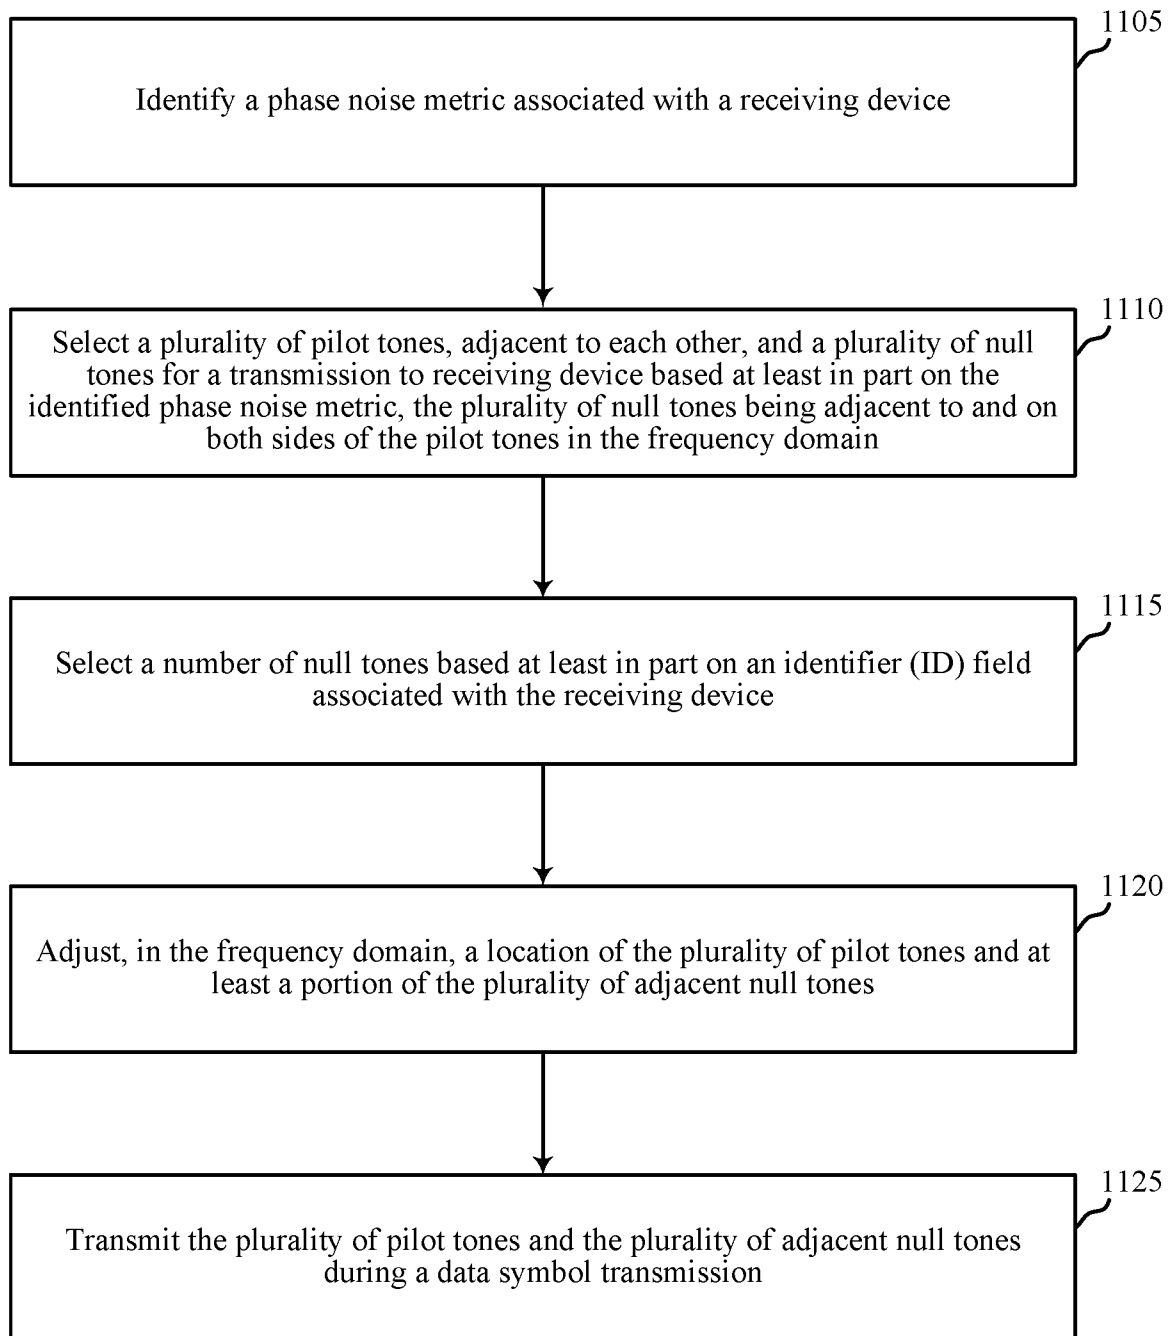 1105
Identify a phase noise metric associated with a receiving device
1110
Select a plurality of pilot tones, adjacent to each other, and a plurality of null
tones for a transmission to receiving device based at least in part on the
identified phase noise metric, the plurality of null tones being adjacent to and on
both sides of the pilot tones in the frequency domain
1115
Select a number of null tones based at least in part on an identifier (ID) field
associated with the receiving device
1120
Adjust, in the frequency domain, a location of the plurality of pilot tones and at
least a portion of the plurality of adjacent null tones
1125
Transmit the plurality of pilot tones and the plurality of adjacent null tones
during a data symbol transmission